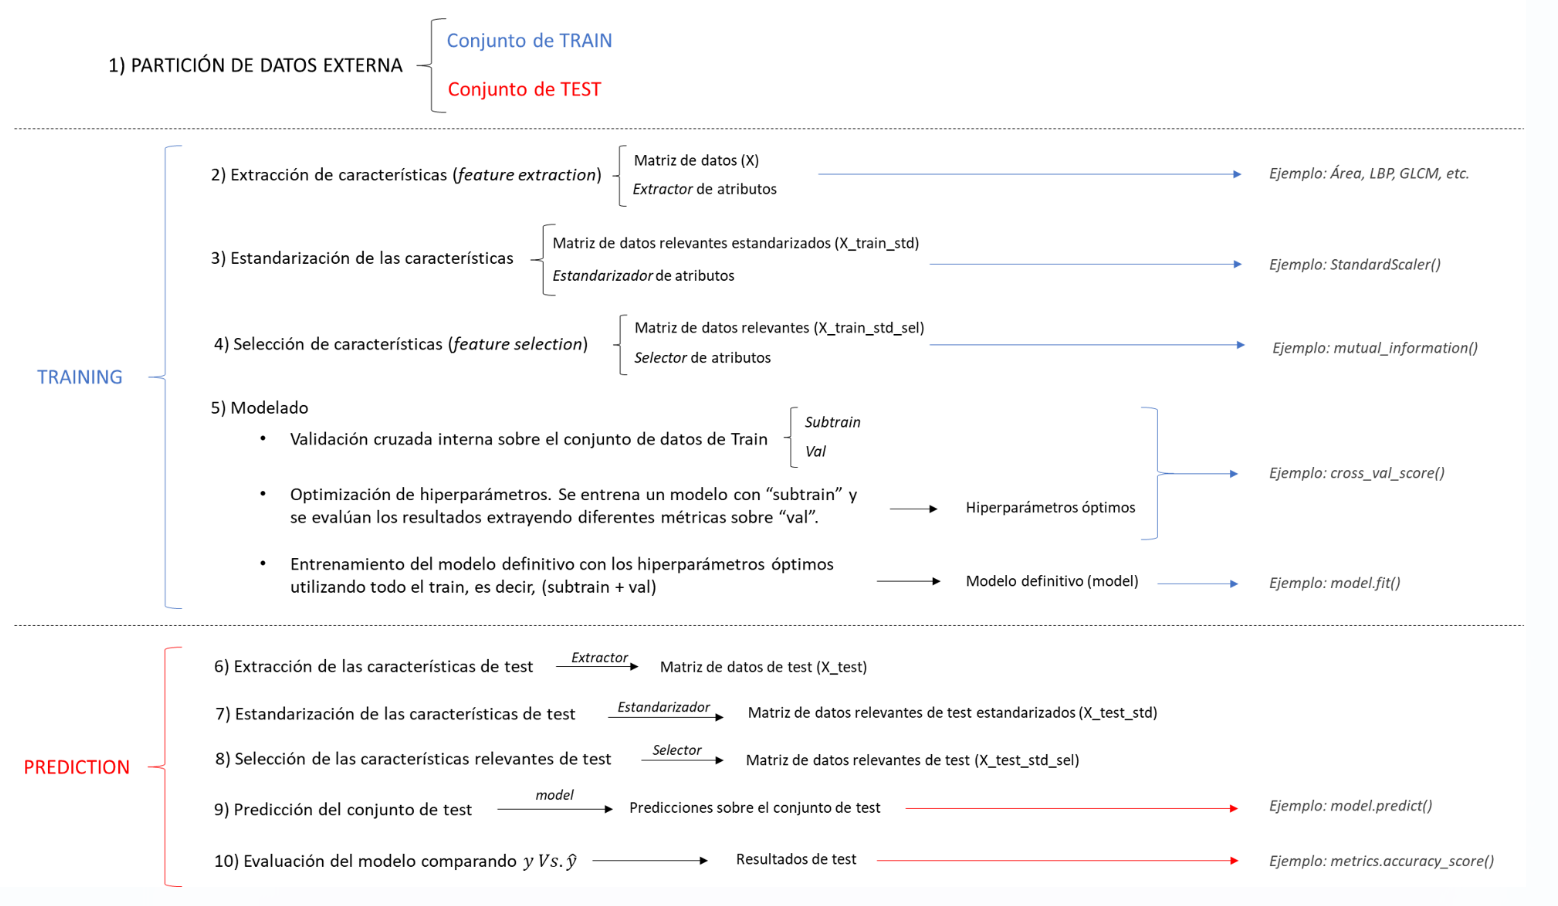 Conjunto de TRAIN
1) PARTICIÓN DE DATOS EXTERNA
Conjunto de TEST
TRAINING
2) Extracción de características (feature extraction)
Matriz de datos (X)
Extractor de atributos
Ejemplo: Área, LBP, GLCM, etc.
3) Estandarización de las características
Matriz de datos relevantes estandarizados (X_train_std)
Estandarizador de atributos
Ejemplo: StandardScaler()
4) Selección de características (feature selection)
Matriz de datos relevantes (X_train_std_sel)
Selector de atributos
Ejemplo: mutual_information()
5) Modelado
• Validación cruzada interna sobre el conjunto de datos de Train
Subtrain
Val
• Optimización de hiperparámetros. Se entrena un modelo con “subtrain” y
se evalúan los resultados extrayendo diferentes métricas sobre “val”.
Hiperparámetros óptimos
Ejemplo: cross_val_score()
• Entrenamiento del modelo definitivo con los hiperparámetros óptimos
utilizando todo el train, es decir, (subtrain + val)
Modelo definitivo (model)
Ejemplo: model.fit()
PREDICTION
6) Extracción de las características de test
Extractor
Matriz de datos de test (X_test)
7) Estandarización de las características de test
Estandarizador
Matriz de datos relevantes de test estandarizados (X_test_std)
8) Selección de las características relevantes de test
Selector
Matriz de datos relevantes de test (X_test_std_sel)
9) Predicción del conjunto de test
model
Predicciones sobre el conjunto de test
Ejemplo: model.predict()
10) Evaluación del modelo comparando y Vs. ŷ
Resultados de test
Ejemplo: metrics.accuracy_score()